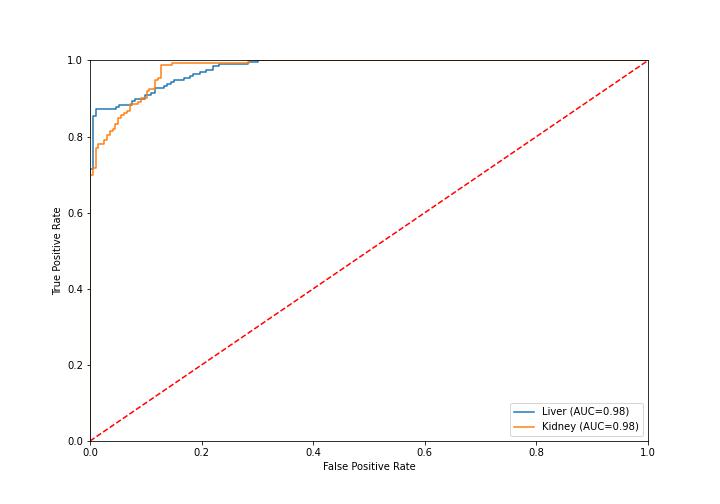 1.0
0.8
0.6
0.4
0.2
0.0
True Positive Rate
0.0 0.2 0.4 0.6 0.8 1.0
False Positive Rate
Liver (AUC=0.98)
Kidney (AUC=0.98)